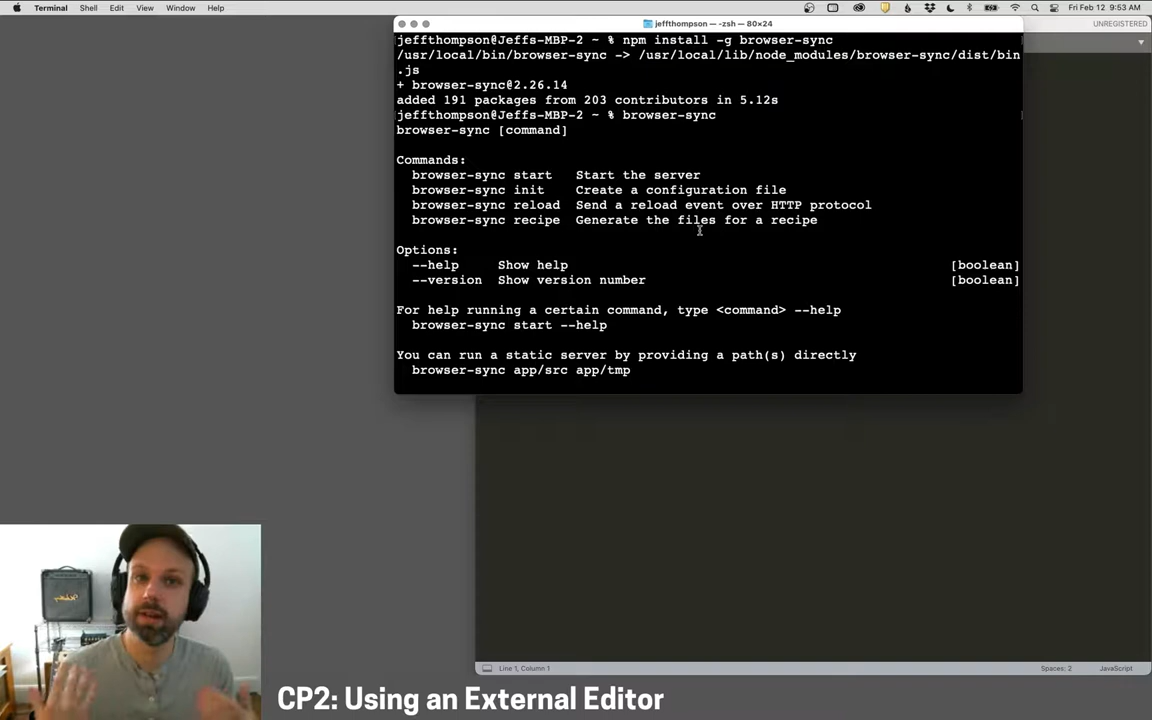 Terminal Shell Edit View Window Help Fri Feb 12 9:53 AM
jeffthompson — -zsh — 80×24
UNREGISTERED
jeffthompson@Jeffs-MBP-2 ~ % npm install -g browser-sync
/usr/local/bin/browser-sync -> /usr/local/lib/node_modules/browser-sync/dist/bin
.js
+ browser-sync@2.26.14
added 191 packages from 203 contributors in 5.12s
jeffthompson@Jeffs-MBP-2 ~ % browser-sync
browser-sync [command]
Commands:
browser-sync start Start the server
browser-sync init Create a configuration file
browser-sync reload Send a reload event over HTTP protocol
browser-sync recipe Generate the files for a recipe
Options:
--help Show help [boolean]
--version Show version number [boolean]
For help running a certain command, type <command> --help
browser-sync start --help
You can run a static server by providing a path(s) directly
browser-sync app/src app/tmp
Line 1, Column 1 Spaces: 2 JavaScript
CP2: Using an External Editor